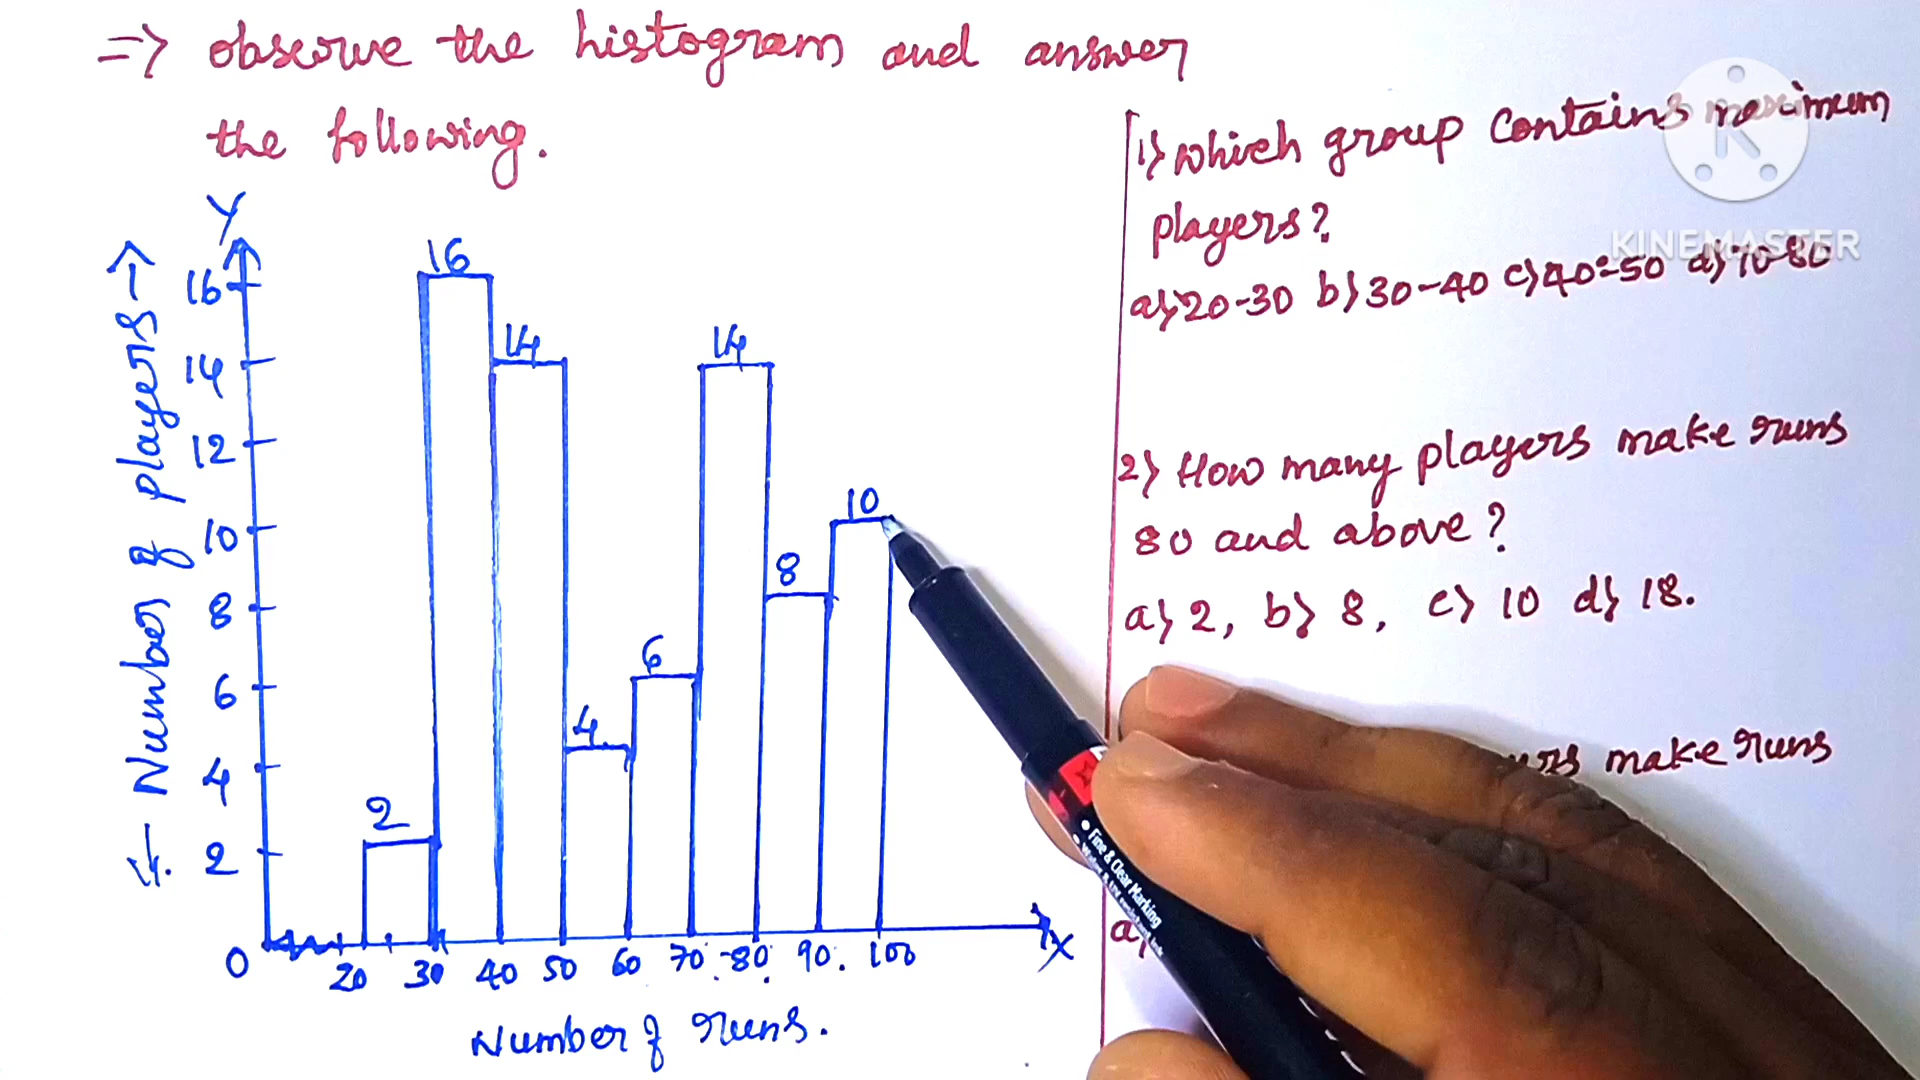 => observe the histogram and answer
the following.
Y
← Number of players →
16
14
12
10
8
6
4
2
0
16
14
14
10
8
6
4
2
20 30 40 50 60 70 80 90 100
X
Number of runs.
1) Which group contains maximum
players?
a) 20-30 b) 30-40 c) 40-50 d) 70-80
2) How many players make runs
80 and above?
a) 2, b) 8, c) 10 d) 18.
make runs
a)
KINEMASTER
K
Fine & Clear Marking